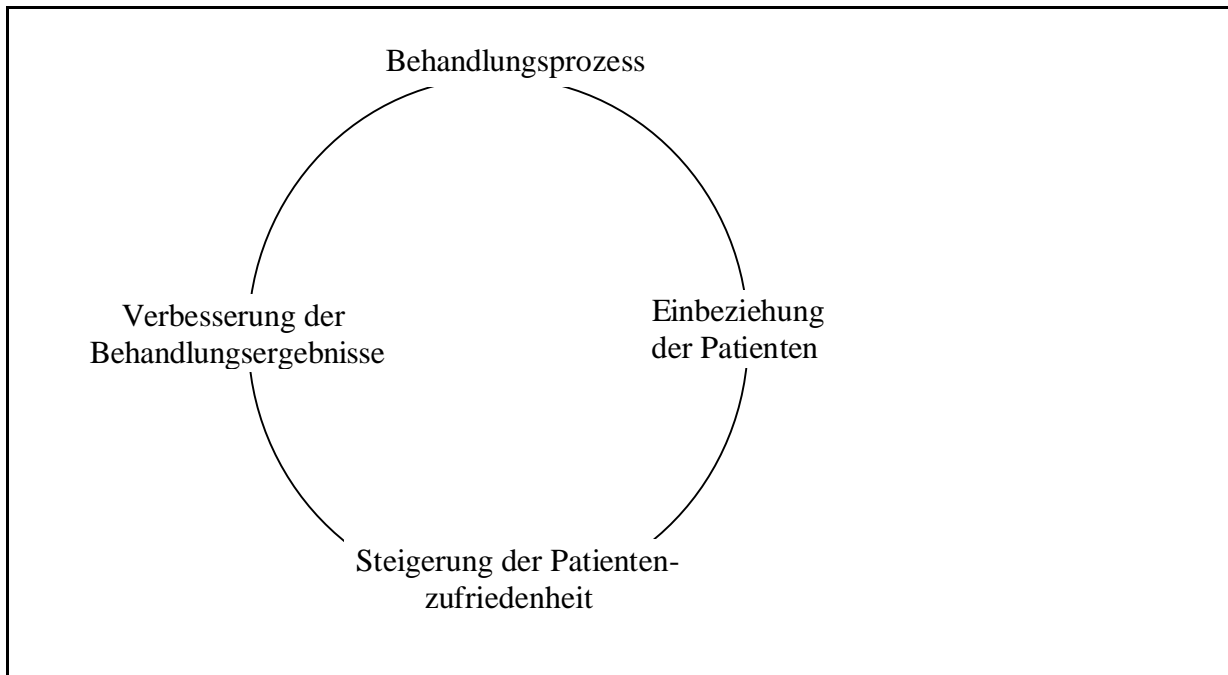 Behandlungsprozess
Verbesserung der
Behandlungsergebnisse
Einbeziehung
der Patienten
Steigerung der Patienten-
zufriedenheit